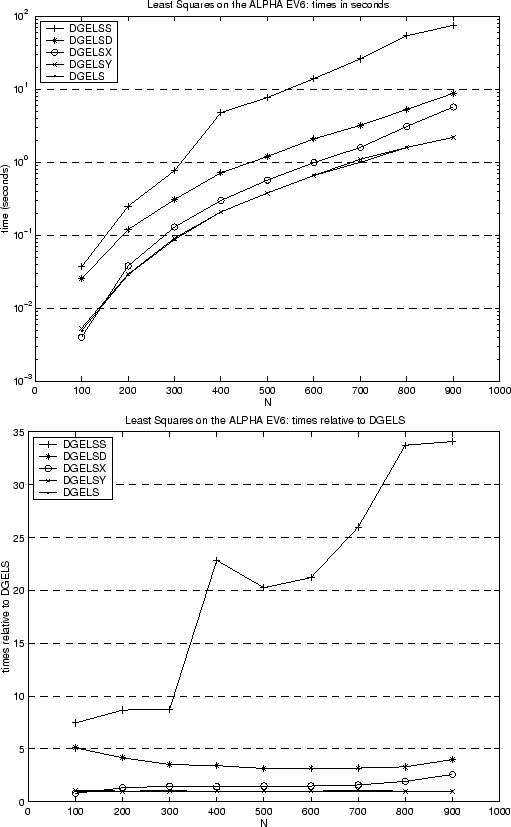 Least Squares on the ALPHA EV6: times in seconds
10^2
DGELSS
DGELSD
DGELSX
DGELSY
DGELS
10^1
10^0
10^-1
10^-2
10^-3
time (seconds)
0 100 200 300 400 500 600 700 800 900 1000
N
Least Squares on the ALPHA EV6: times relative to DGELS
35
DGELSS
DGELSD
DGELSX
DGELSY
DGELS
30
25
20
15
10
5
0
times relative to DGELS
0 100 200 300 400 500 600 700 800 900 1000
N